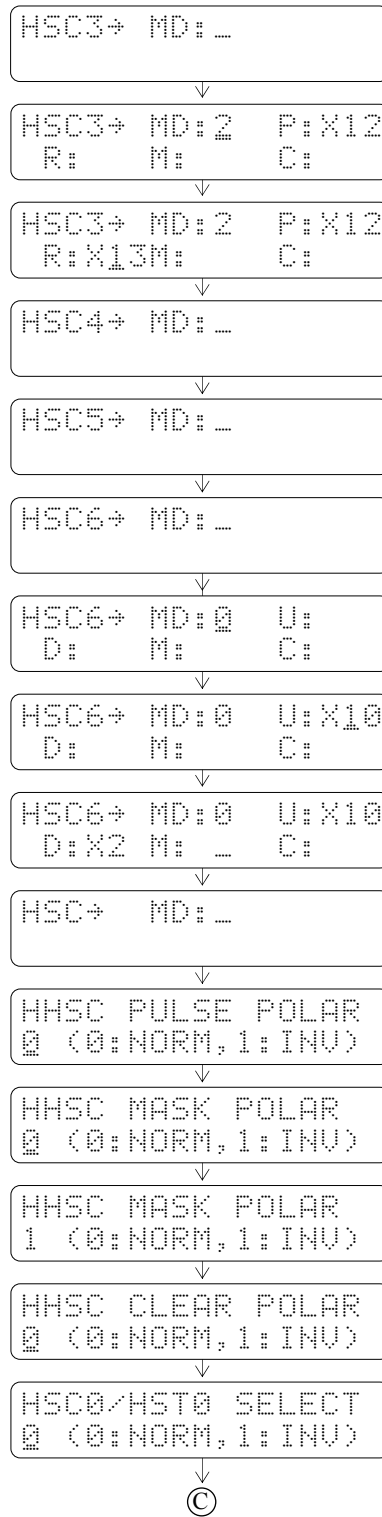 HSC3→ MD:_
HSC3→ MD:2 P:X12
R: M: C:
HSC3→ MD:2 P:X12
R:X13M: C:
HSC4→ MD:_
HSC5→ MD:_
HSC6→ MD:_
HSC6→ MD:0 U:
D: M: C:
HSC6→ MD:0 U:X10
D: M: C:
HSC6→ MD:0 U:X10
D:X2 M: _ C:
HSC→ MD:_
HHSC PULSE POLAR
0 (0:NORM,1:INV)
HHSC MASK POLAR
0 (0:NORM,1:INV)
HHSC MASK POLAR
1 (0:NORM,1:INV)
HHSC CLEAR POLAR
0 (0:NORM,1:INV)
HSC0/HST0 SELECT
0 (0:NORM,1:INV)
C